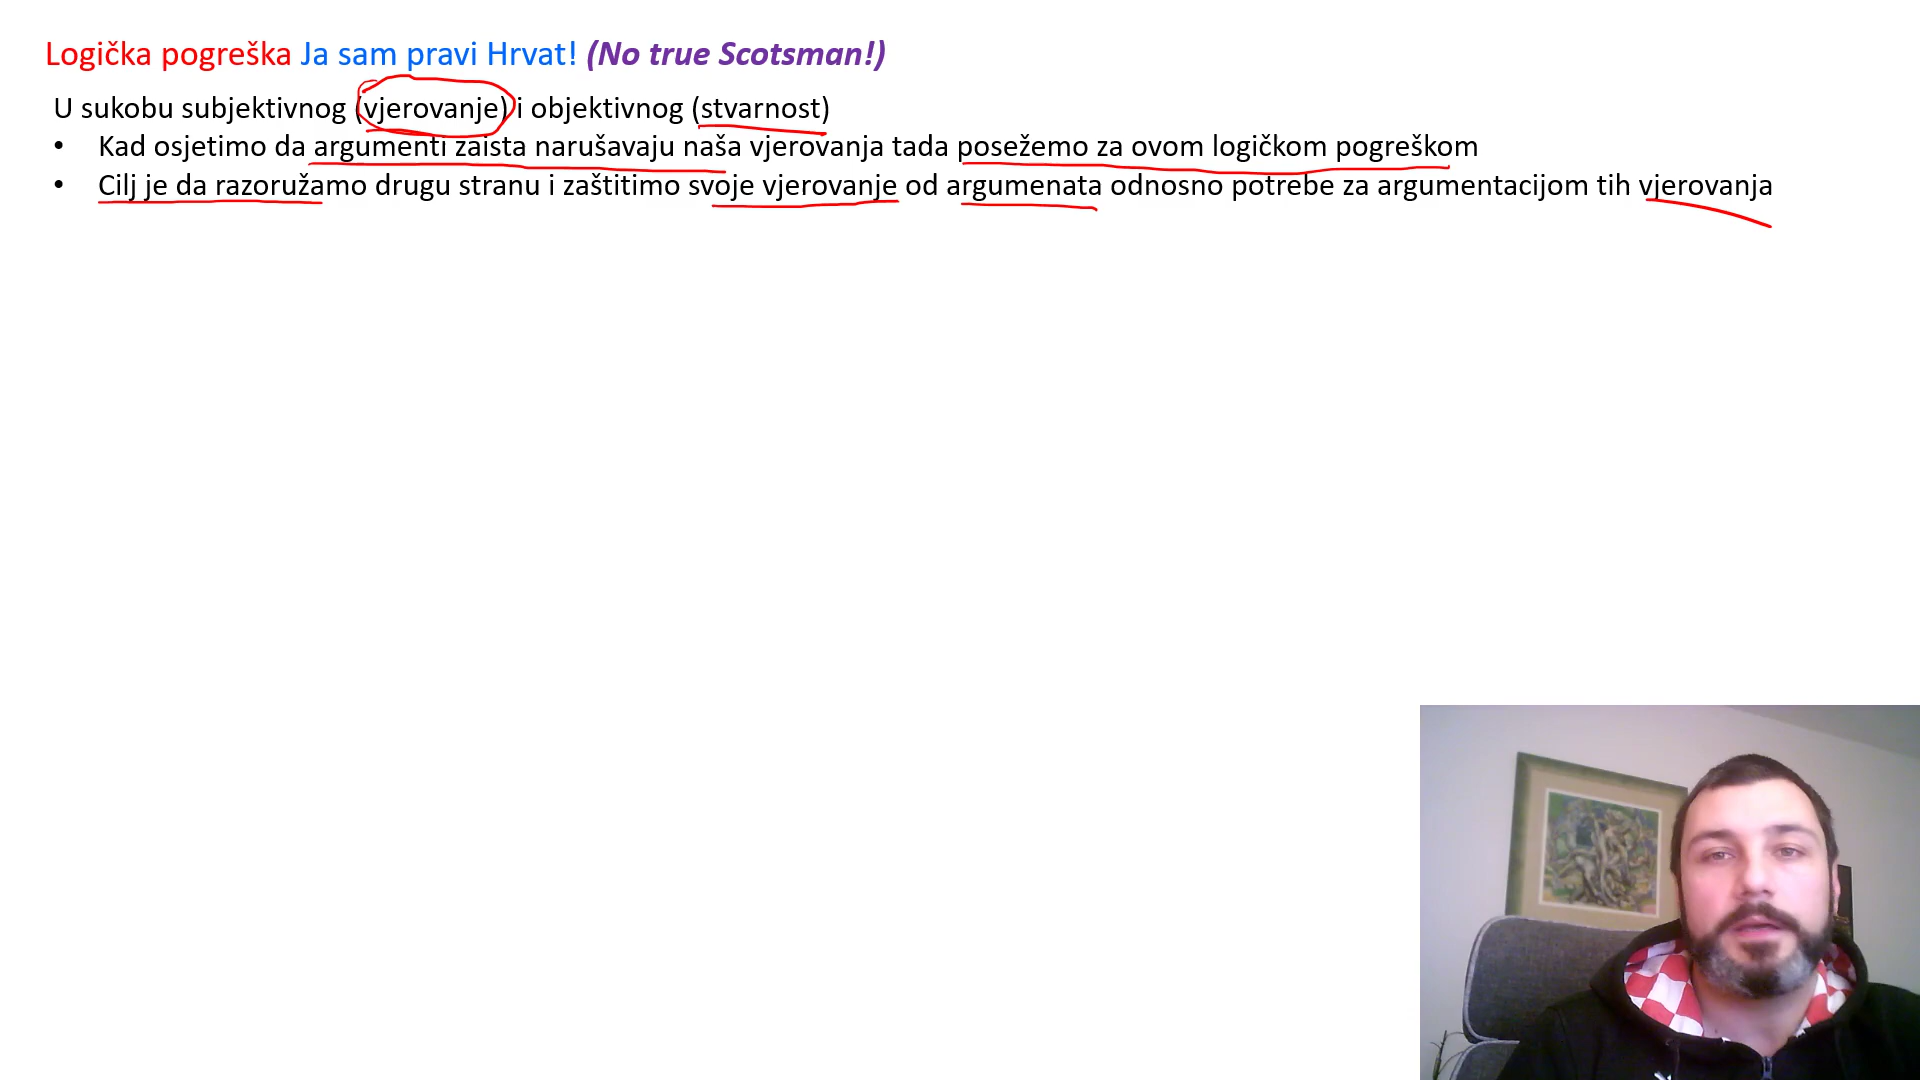 Logička pogreška Ja sam pravi Hrvat! (No true Scotsman!)
U sukobu subjektivnog (vjerovanje) i objektivnog (stvarnost)
• Kad osjetimo da argumenti zaista narušavaju naša vjerovanja tada posežemo za ovom logičkom pogreškom
• Cilj je da razoružamo drugu stranu i zaštitimo svoje vjerovanje od argumenata odnosno potrebe za argumentacijom tih vjerovanja